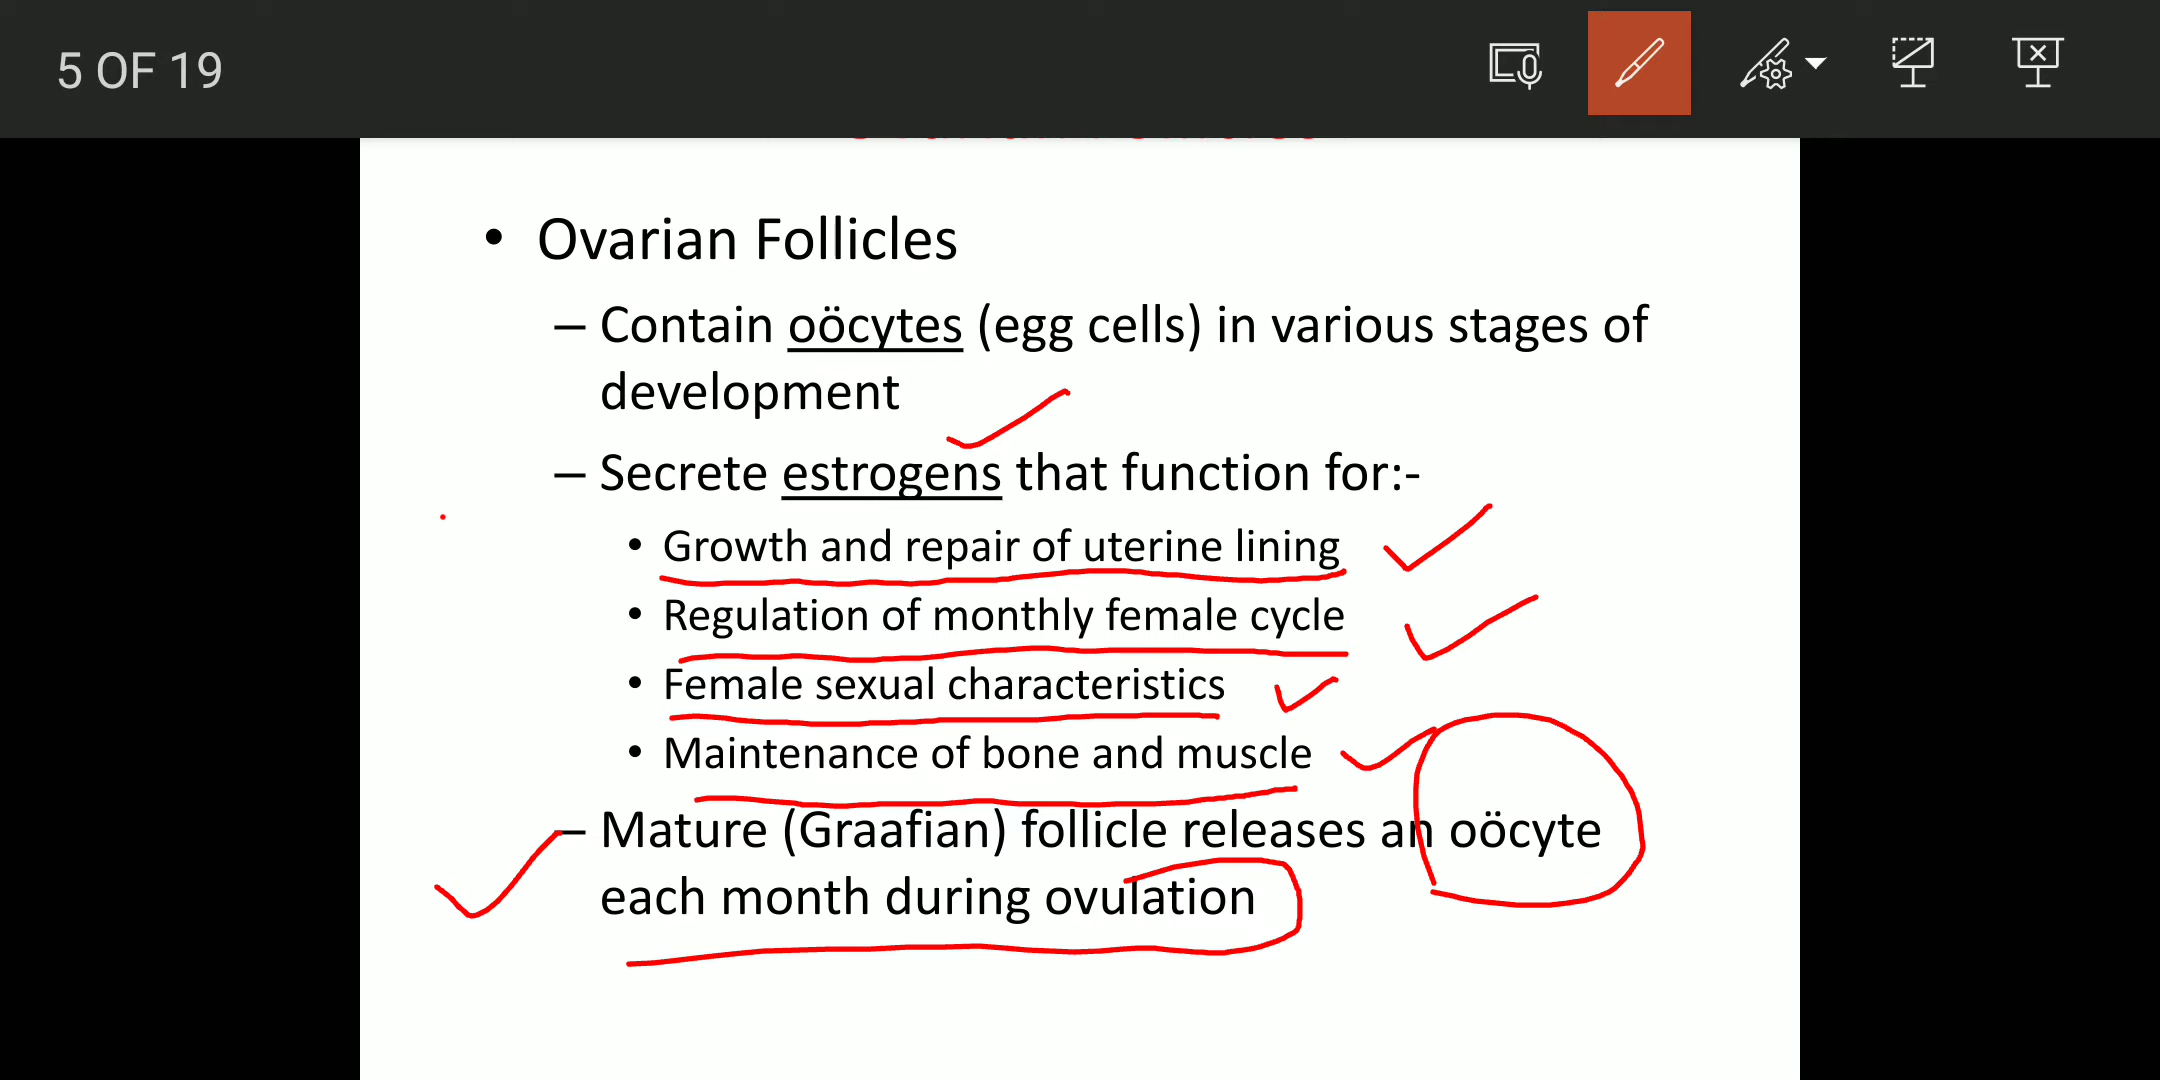 5 OF 19
• Ovarian Follicles
– Contain oöcytes (egg cells) in various stages of
development
– Secrete estrogens that function for:-
• Growth and repair of uterine lining
• Regulation of monthly female cycle
• Female sexual characteristics
• Maintenance of bone and muscle
– Mature (Graafian) follicle releases an oöcyte
each month during ovulation